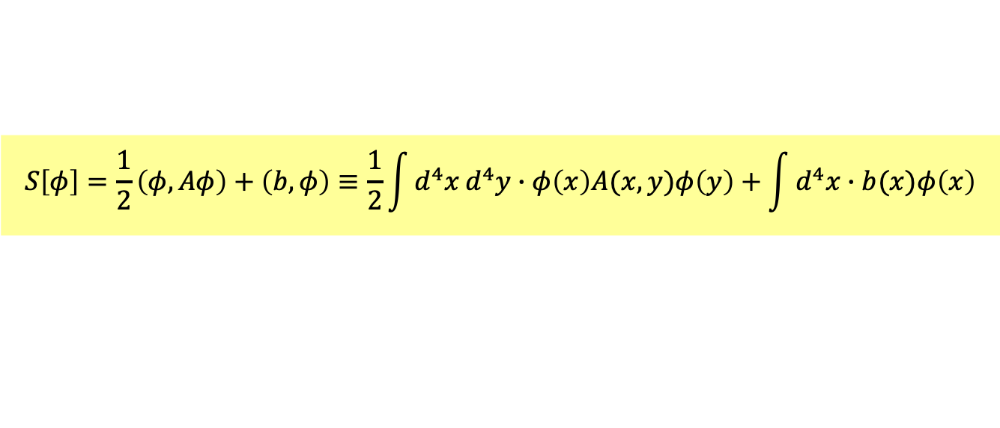 S[ϕ] = 1/2 (ϕ, Aϕ) + (b, ϕ) ≡ 1/2 ∫ d⁴x d⁴y · ϕ(x)A(x, y)ϕ(y) + ∫ d⁴x · b(x)ϕ(x)